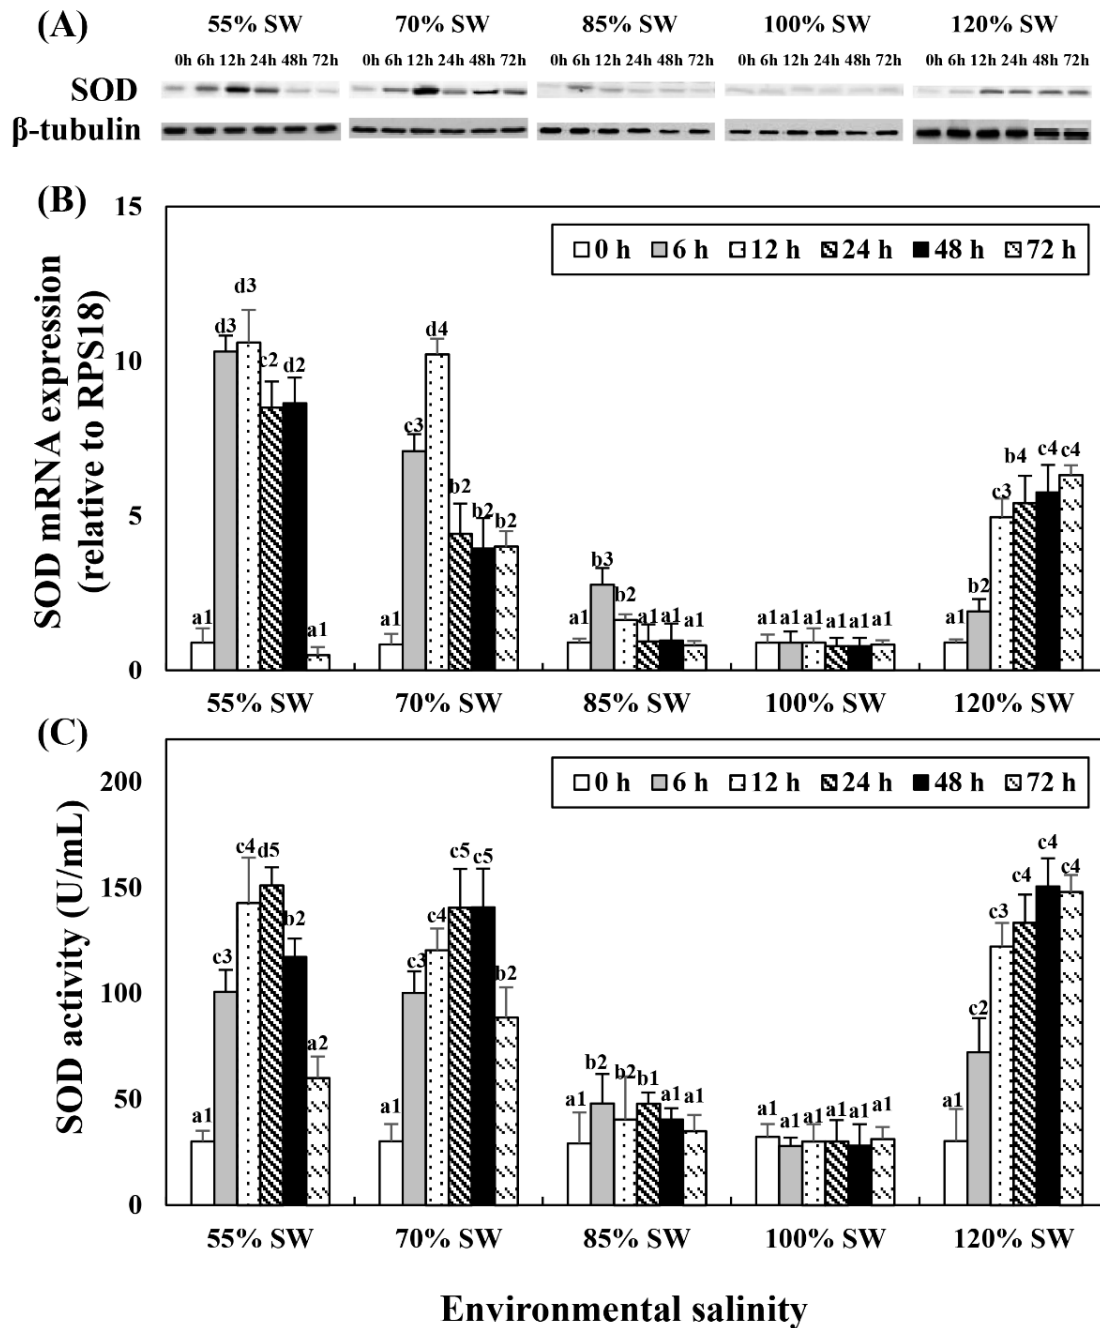 (A)
55% SW 70% SW 85% SW 100% SW 120% SW
0h 6h 12h 24h 48h 72h 0h 6h 12h 24h 48h 72h 0h 6h 12h 24h 48h 72h 0h 6h 12h 24h 48h 72h 0h 6h 12h 24h 48h 72h
SOD
β-tubulin
(B)
SOD mRNA expression
(relative to RPS18)
15
10
5
0
0 h 6 h 12 h 24 h 48 h 72 h
a1 d3 d3 c2 d2 a1
a1 c3 d4 b2 b2 b2
a1 b3 b2 a1 a1 a1
a1 a1 a1 a1 a1 a1
a1 b2 c3 b4 c4 c4
55% SW 70% SW 85% SW 100% SW 120% SW
(C)
SOD activity (U/mL)
200
150
100
50
0
0 h 6 h 12 h 24 h 48 h 72 h
a1 c3 c4 d5 b2 a2
a1 c3 c4 c5 c5 b2
a1 b2 b2 b1 a1 a1
a1 a1 a1 a1 a1 a1
a1 c2 c3 c4 c4 c4
55% SW 70% SW 85% SW 100% SW 120% SW
Environmental salinity